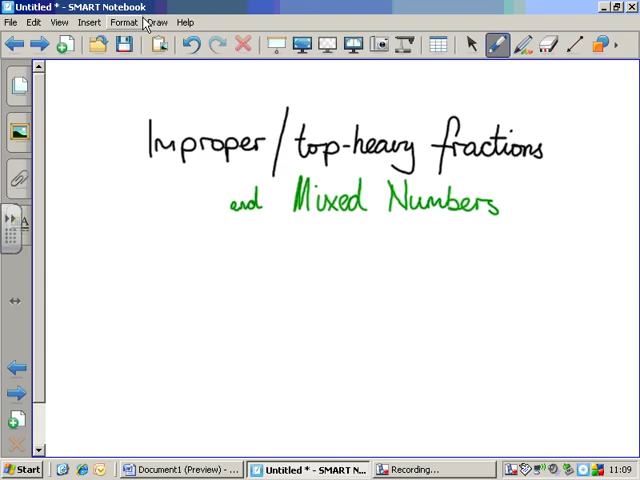 Untitled * - SMART Notebook
File Edit View Insert Format Draw Help
Improper/top-heavy fractions
and Mixed Numbers
A
Start Document1 (Preview) - ... Untitled * - SMART N... Recording... 11:09